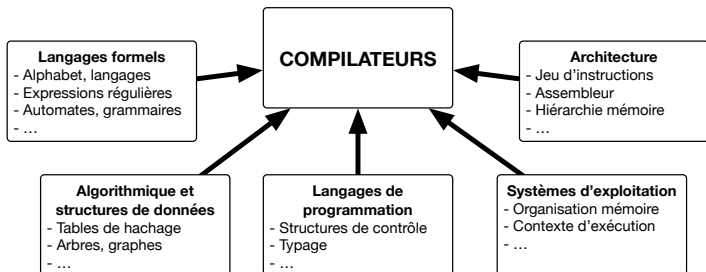 COMPILATEURS
Langages formels
- Alphabet, langages
- Expressions régulières
- Automates, grammaires
- ...
Architecture
- Jeu d'instructions
- Assembleur
- Hiérarchie mémoire
- ...
Algorithmique et
structures de données
- Tables de hachage
- Arbres, graphes
- ...
Langages de
programmation
- Structures de contrôle
- Typage
- ...
Systèmes d'exploitation
- Organisation mémoire
- Contexte d'exécution
- ...